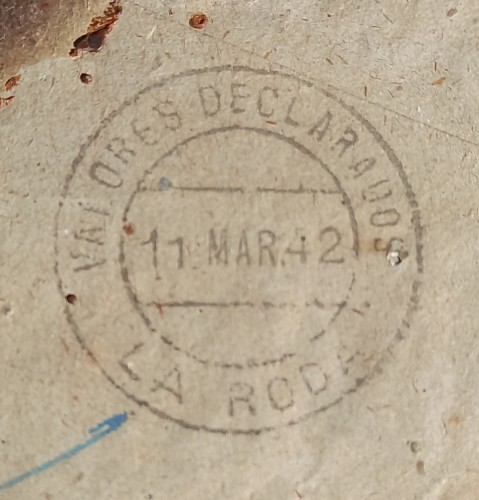 VALORES DECLARADOS
11 MAR.42
LA RODA